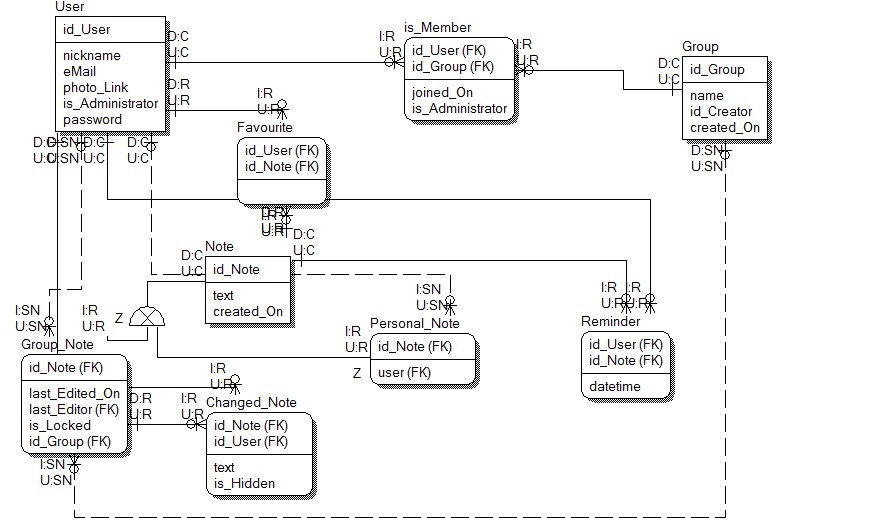 User
id_User
nickname
eMail
photo_Link
is_Administrator
password
D:C
U:C
D:R
U:R
I:R
U:R
is_Member
id_User (FK)
id_Group (FK)
joined_On
is_Administrator
I:R
U:R
Group
D:C
U:C
id_Group
name
id_Creator
created_On
D:SN
U:SN
I:R
U:R
Favourite
id_User (FK)
id_Note (FK)
U:SN
D:C
U:C
D:C
U:C
I:R
U:R
D:C
U:C
Note
D:C
U:C
id_Note
text
created_On
I:SN
U:SN
I:R
U:R
Z
I:SN
U:SN
I:R
U:R
I:R
U:R
Group_Note
id_Note (FK)
last_Edited_On
last_Editor (FK)
is_Locked
id_Group (FK)
I:R
U:R
Z
Personal_Note
id_Note (FK)
user (FK)
Reminder
id_User (FK)
id_Note (FK)
datetime
I:R
U:R
D:R
U:R
I:R
U:R
Changed_Note
id_Note (FK)
id_User (FK)
text
is_Hidden
I:SN
U:SN